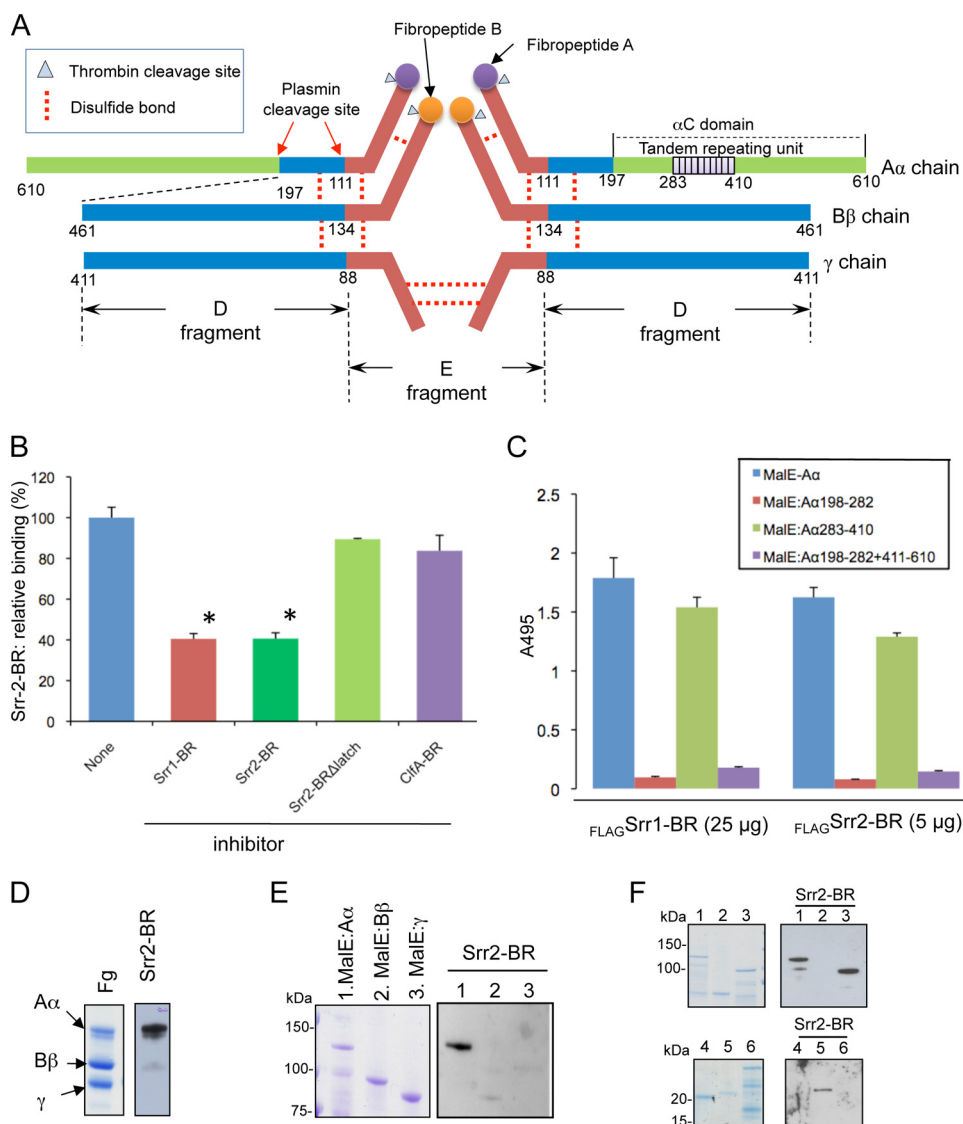 A
Fibropeptide B
Fibropeptide A
Thrombin cleavage site
Disulfide bond
Plasmin
cleavage site
αC domain
Tandem repeating unit
Aα chain
610
197
111
111
197
283
410
610
Bβ chain
461
134
134
461
γ chain
411
88
88
411
D
fragment
D
fragment
E
fragment
B
Srr-2-BR: relative binding (%)
120
100
80
60
40
20
0
*
*
None
Srr1-BR
Srr2-BR
Srr2-BRΔlatch
ClfA-BR
inhibitor
C
MalE-Aα
MalE:Aα198-282
MalE:Aα283-410
MalE:Aα198-282+411-610
A495
2.5
2
1.5
1
0.5
0
FLAGSrr1-BR (25 µg)
FLAGSrr2-BR (5 µg)
D
Fg
Srr2-BR
Aα
Bβ
γ
E
1.MalE:Aα
2. MalE:Bβ
3. MalE:γ
Srr2-BR
1 2 3
kDa
150-
100-
75-
F
Srr2-BR
kDa 1 2 3
1 2 3
150-
100-
Srr2-BR
kDa 4 5 6
4 5 6
20-
15-